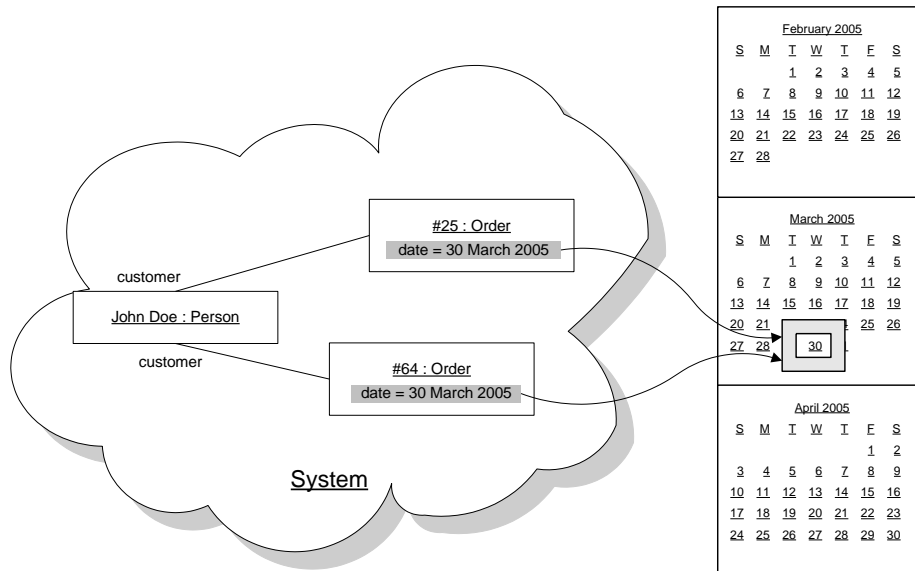 #25 : Order
date = 30 March 2005
customer
John Doe : Person
customer
#64 : Order
date = 30 March 2005
System
February 2005
S M T W T F S
1 2 3 4 5
6 7 8 9 10 11 12
13 14 15 16 17 18 19
20 21 22 23 24 25 26
27 28
March 2005
S M T W T F S
1 2 3 4 5
6 7 8 9 10 11 12
13 14 15 16 17 18 19
20 21 25 26
27 28 30
April 2005
S M T W T F S
1 2
3 4 5 6 7 8 9
10 11 12 13 14 15 16
17 18 19 20 21 22 23
24 25 26 27 28 29 30